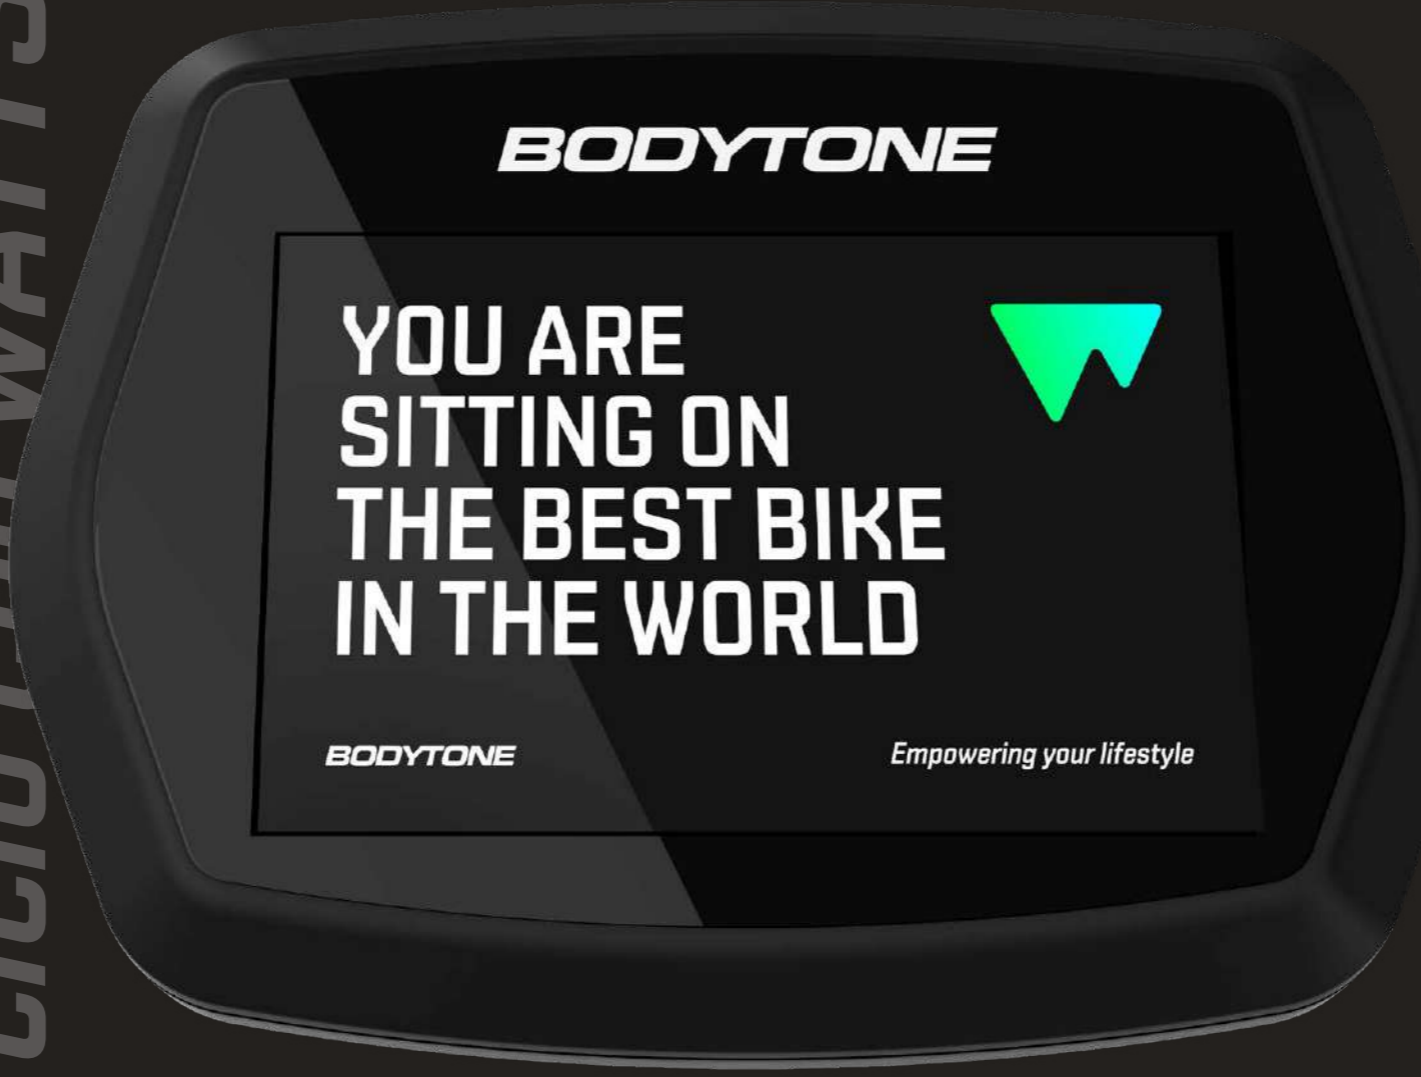 BODYTONE
YOU ARE
SITTING ON
THE BEST BIKE
IN THE WORLD
BODYTONE
Empowering your lifestyle